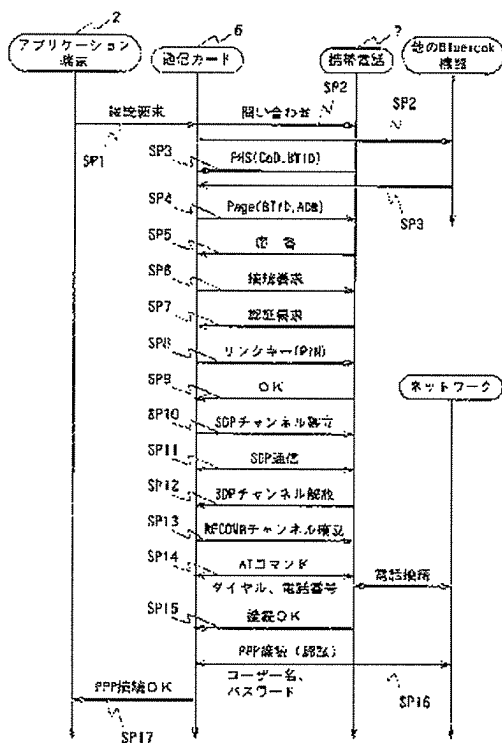 2
6
7
アプリケーション
端末
通信カード
携帯電話
他のBluetook
機器
SP2
接続要求
問い合わせ
SP2
SP1
SP3
FHS(CoD,BTID)
SP3
SP4
Page(BTID,ADR)
SP5
応答
SP6
接続要求
SP7
認証要求
SP8
リンクキー(PIN)
SP9
OK
ネットワーク
SP10
SDPチャンネル確立
SP11
SDP通信
SP12
SDPチャンネル解放
SP13
RFCOMMチャンネル確立
SP14
ATコマンド
ダイヤル、電話番号
電話接続
SP15
接続OK
PPP接続(認証)
ユーザー名、
パスワード
SP16
PPP接続OK
SP17